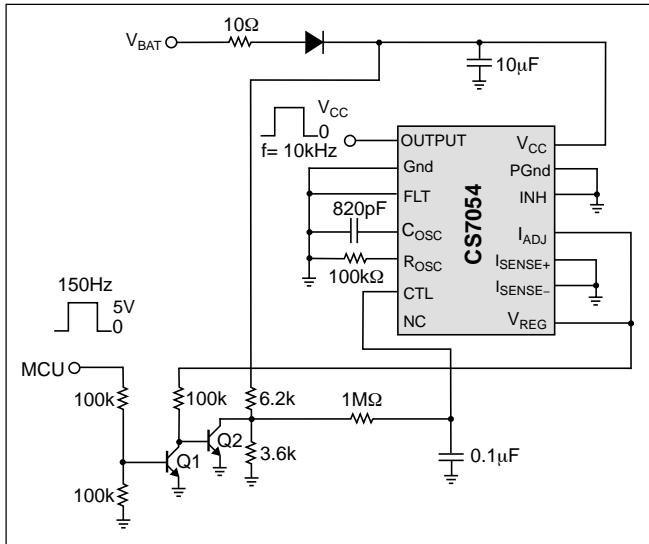 V_BAT
10Ω
10μF
V_CC
0
f= 10kHz
OUTPUT
Gnd
FLT
C_OSC
R_OSC
CTL
NC
CS7054
V_CC
PGnd
INH
I_ADJ
I_SENSE+
I_SENSE–
V_REG
820pF
100kΩ
150Hz
5V
0
MCU
100k
100k
6.2k
1MΩ
Q1
Q2
3.6k
0.1μF
100k